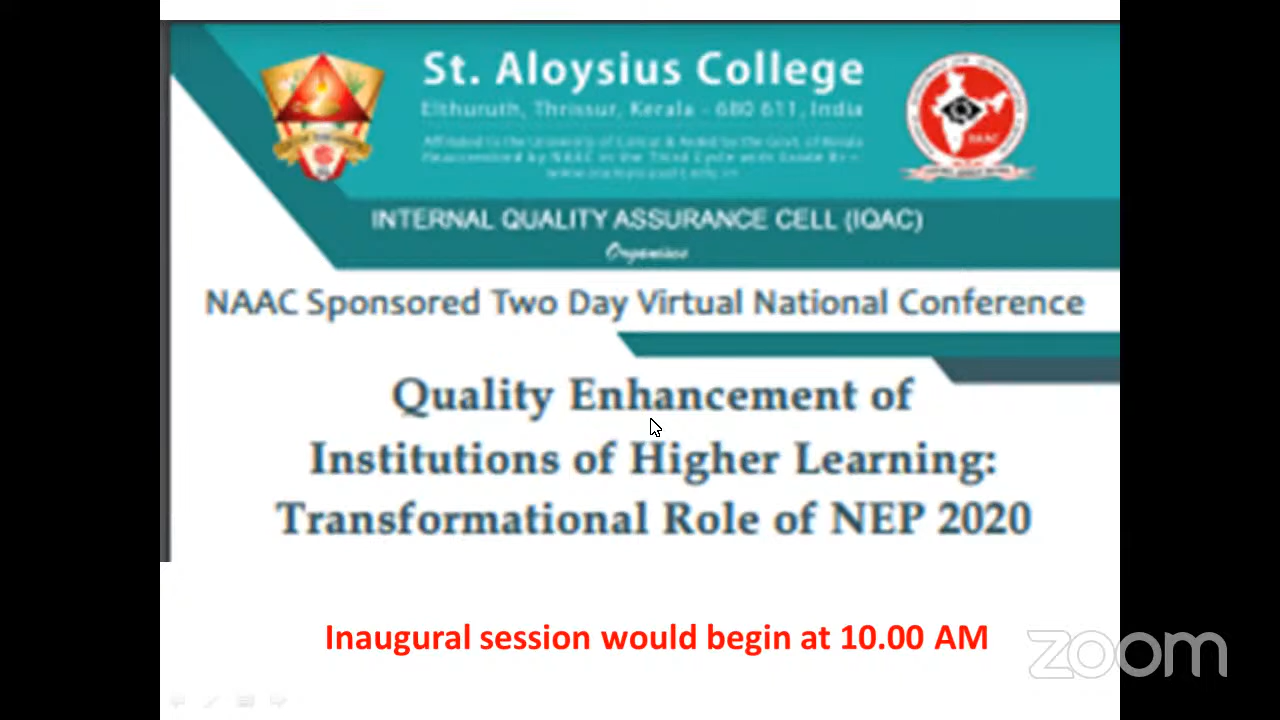 St. Aloysius College
Elthuruth, Thrissur, Kerala - 680 611, India
INTERNAL QUALITY ASSURANCE CELL (IQAC)
Organises
NAAC Sponsored Two Day Virtual National Conference
Quality Enhancement of
Institutions of Higher Learning:
Transformational Role of NEP 2020
Inaugural session would begin at 10.00 AM
zoom